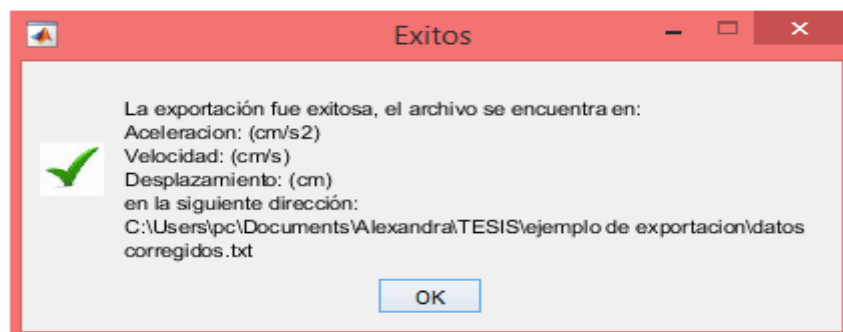 Exitos
La exportación fue exitosa, el archivo se encuentra en:
Aceleracion: (cm/s2)
Velocidad: (cm/s)
Desplazamiento: (cm)
en la siguiente dirección:
C:\Users\pc\Documents\Alexandra\TESIS\ejemplo de exportacion\datos
corregidos.txt
OK